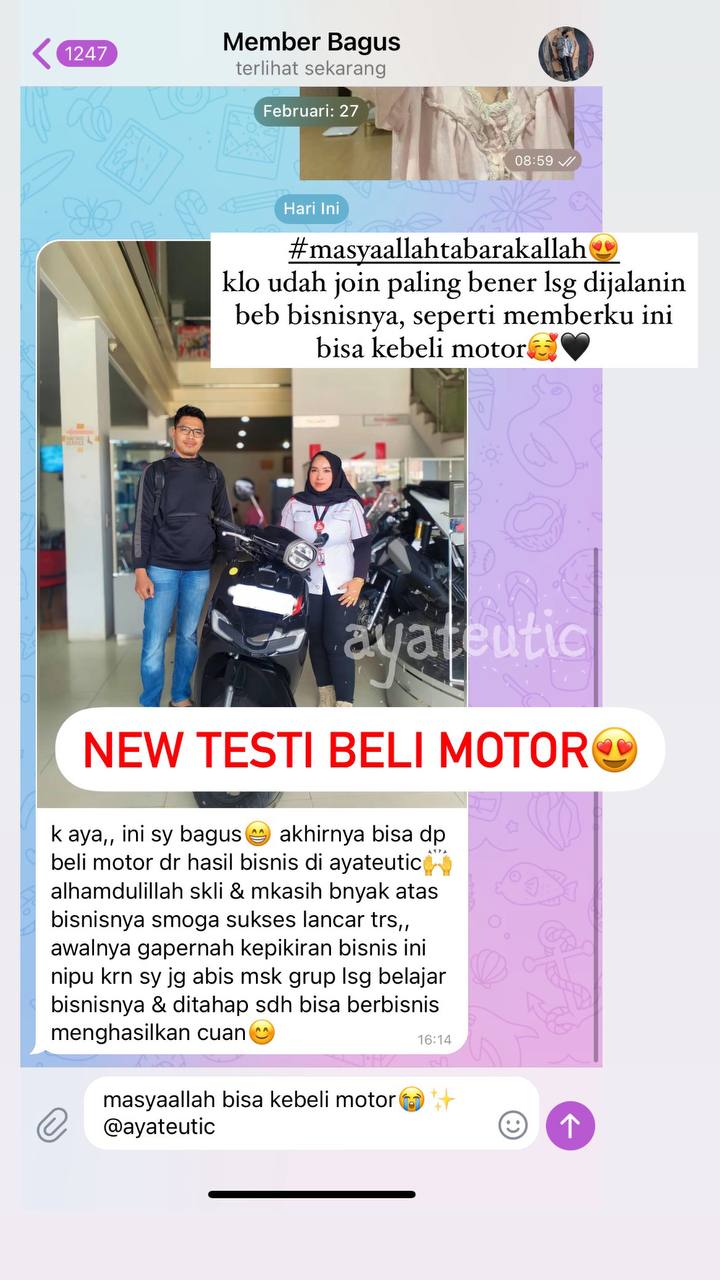 1247
Member Bagus
terlihat sekarang
Februari: 27
08:59
Hari Ini
#masyaallahtabarakallah😍
klo udah join paling bener lsg dijalanin
beb bisnisnya, seperti memberku ini
bisa kebeli motor🥰🖤
ayateutic
NEW TESTI BELI MOTOR😍
k aya,, ini sy bagus😁 akhirnya bisa dp
beli motor dr hasil bisnis di ayateutic🙌
alhamdulillah skli & mkasih bnyak atas
bisnisnya smoga sukses lancar trs,,
awalnya gapernah kepikiran bisnis ini
nipu krn sy jg abis msk grup lsg belajar
bisnisnya & ditahap sdh bisa berbisnis
menghasilkan cuan😊
16:14
masyaallah bisa kebeli motor😭✨
@ayateutic